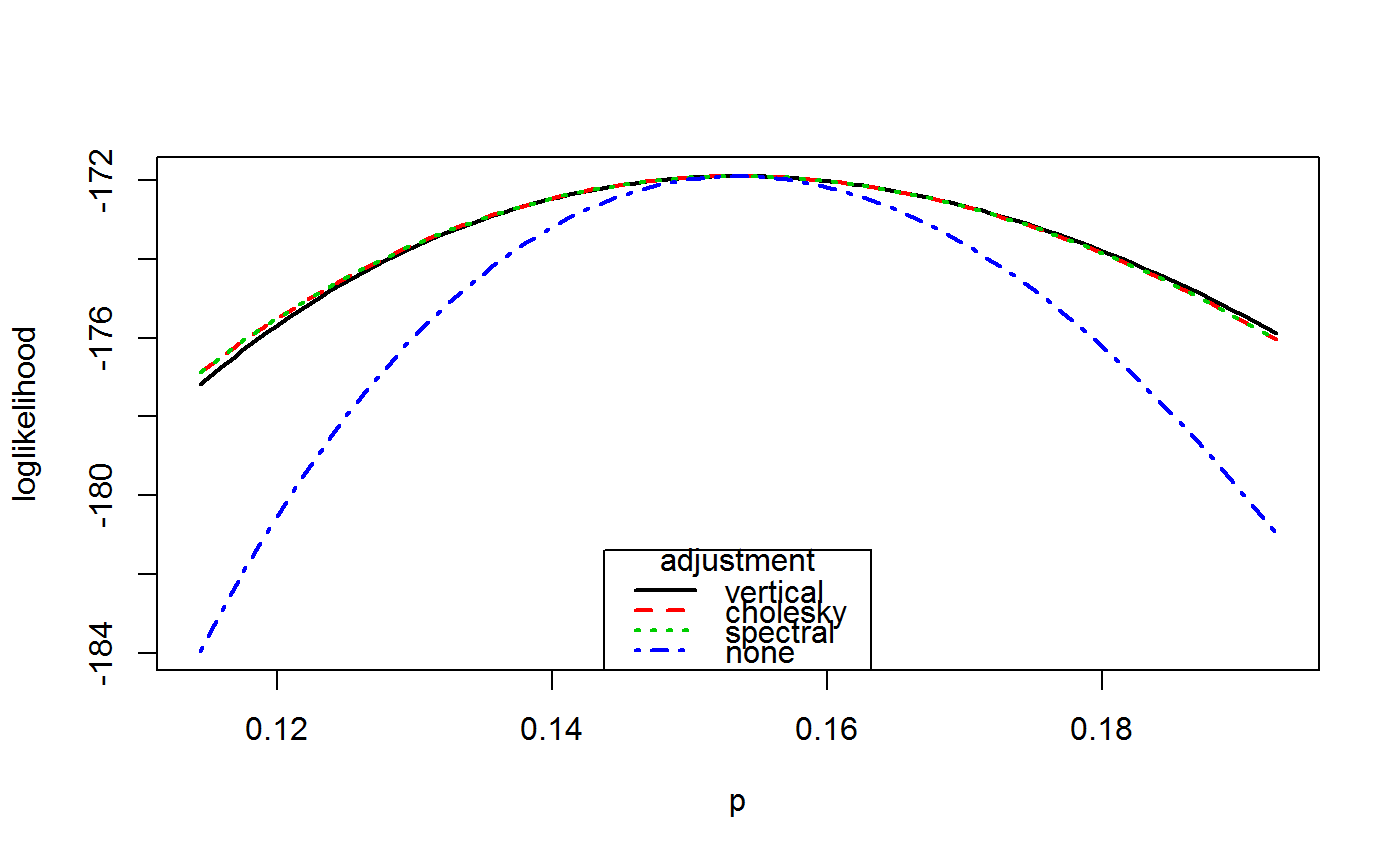 loglikelihood
-172
-176
-180
-184
adjustment
vertical
cholesky
spectral
none
0.12 0.14 0.16 0.18
p